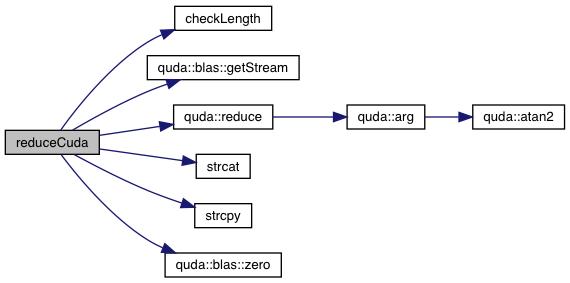 checkLength
quda::blas::getStream
reduceCuda
quda::reduce
quda::arg
quda::atan2
strcat
strcpy
quda::blas::zero